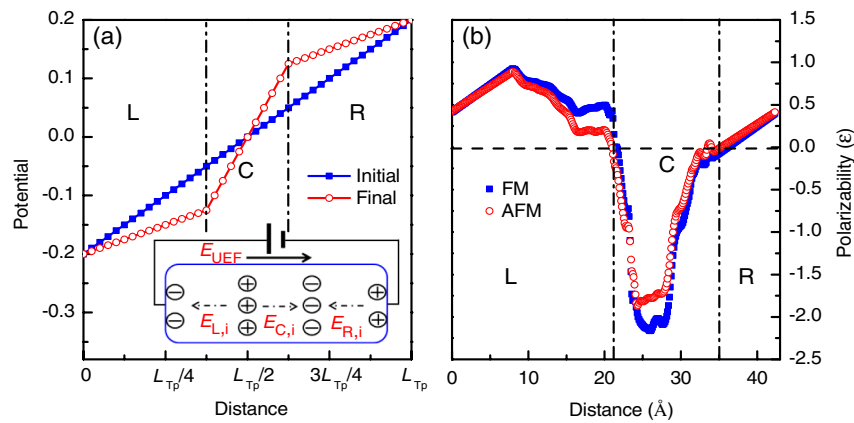 (a)
(b)
0.2
0.1
0.0
-0.1
-0.2
-0.3
Potential
L
C
R
Initial
Final
E_UEF
E_L,i
E_C,i
E_R,i
+ −
0
L_Tp/4
L_Tp/2
3L_Tp/4
L_Tp
Distance
FM
AFM
L
C
R
1.5
1.0
0.5
0.0
-0.5
-1.0
-1.5
-2.0
-2.5
Polarizability (ε)
0
10
20
30
40
Distance (Å)